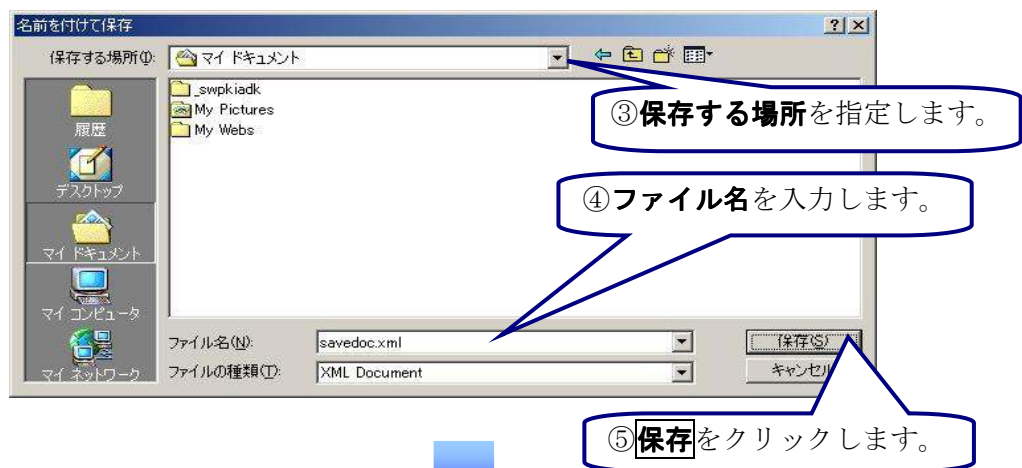 名前を付けて保存
保存する場所(I):
マイ ドキュメント
_swpkiadk
My Pictures
My Webs
③保存する場所を指定します。
履歴
デスクトップ
④ファイル名を入力します。
マイ ドキュメント
マイ コンピュータ
マイ ネットワーク
ファイル名(N):
savedoc.xml
保存(S)
ファイルの種類(T):
XML Document
キャンセル
⑤保存をクリックします。